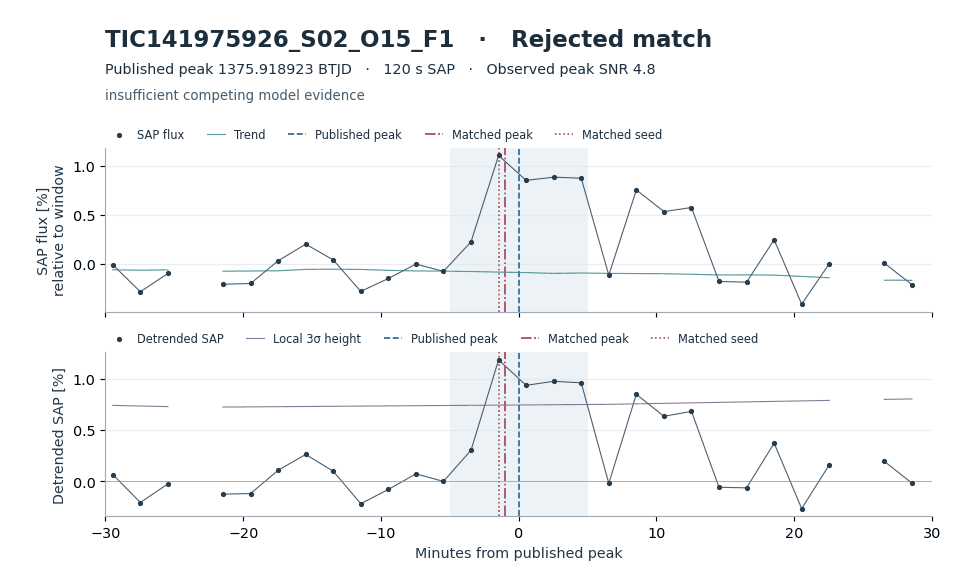 TIC141975926_S02_O15_F1 · Rejected match
Published peak 1375.918923 BTJD · 120 s SAP · Observed peak SNR 4.8
insufficient competing model evidence
SAP flux Trend Published peak Matched peak Matched seed
SAP flux [%]
relative to window
1.0
0.5
0.0
Detrended SAP Local 3σ height Published peak Matched peak Matched seed
Detrended SAP [%]
1.0
0.5
0.0
−30 −20 −10 0 10 20 30
Minutes from published peak